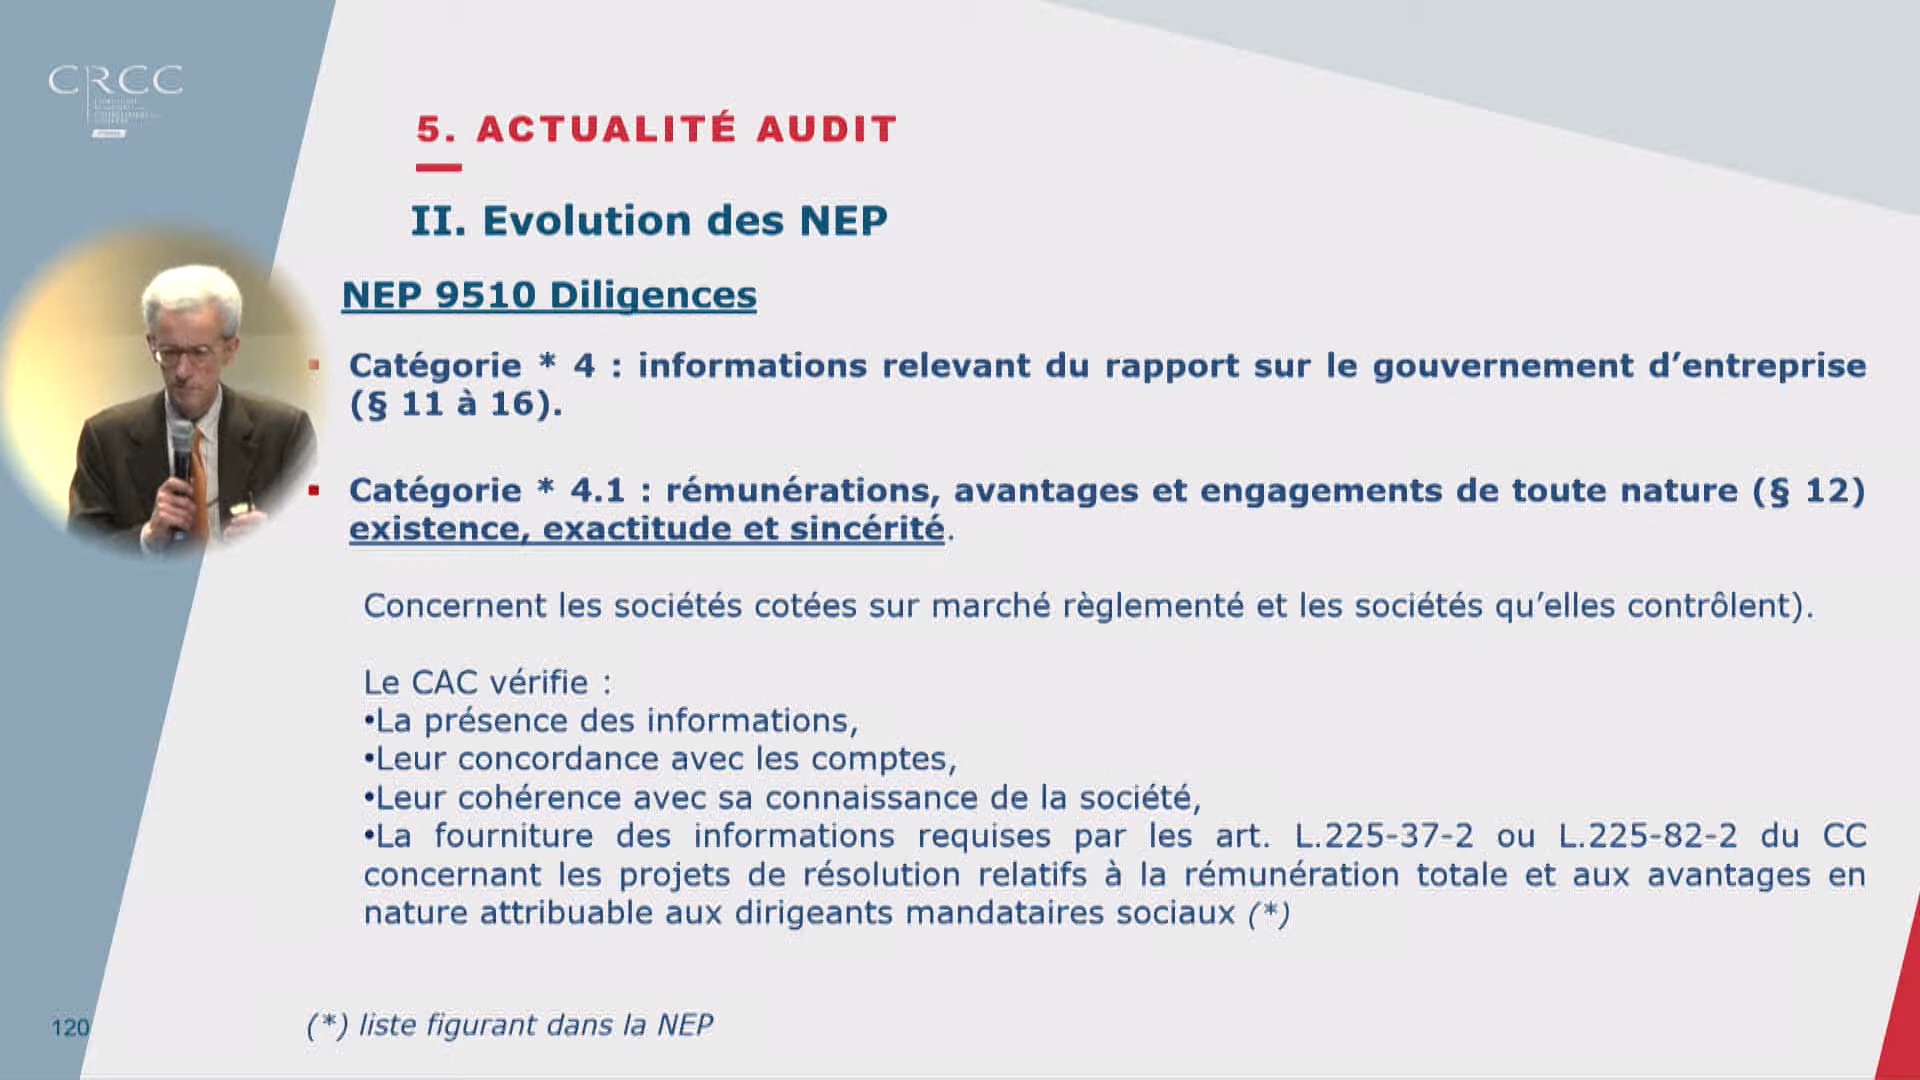 CRCC
5. ACTUALITÉ AUDIT
II. Evolution des NEP
NEP 9510 Diligences
▪ Catégorie * 4 : informations relevant du rapport sur le gouvernement d’entreprise
(§ 11 à 16).
▪ Catégorie * 4.1 : rémunérations, avantages et engagements de toute nature (§ 12)
existence, exactitude et sincérité.
Concernent les sociétés cotées sur marché règlementé et les sociétés qu’elles contrôlent).
Le CAC vérifie :
•La présence des informations,
•Leur concordance avec les comptes,
•Leur cohérence avec sa connaissance de la société,
•La fourniture des informations requises par les art. L.225-37-2 ou L.225-82-2 du CC
concernant les projets de résolution relatifs à la rémunération totale et aux avantages en
nature attribuable aux dirigeants mandataires sociaux (*)
120
(*) liste figurant dans la NEP